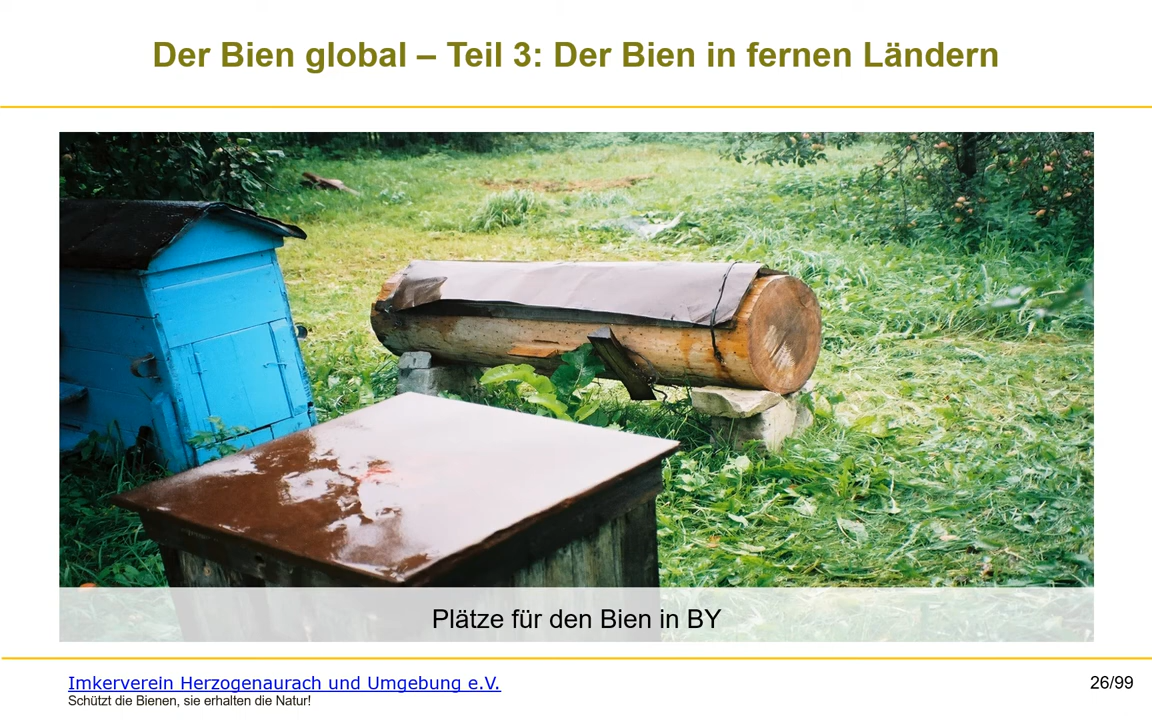 Der Bien global – Teil 3: Der Bien in fernen Ländern
Plätze für den Bien in BY
Imkerverein Herzogenaurach und Umgebung e.V.
Schützt die Bienen, sie erhalten die Natur!
26/99